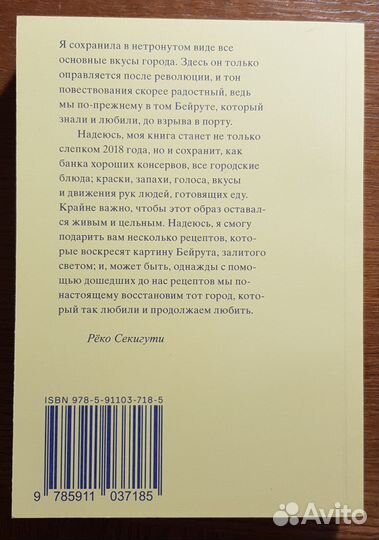 Я сохранила в нетронутом виде все
основные вкусы города. Здесь он только
оправляется после революции, и тон
повествования скорее радостный, ведь
мы по-прежнему в том Бейруте, который
знали и любили, до взрыва в порту.
Надеюсь, моя книга станет не только
слепком 2018 года, но и сохранит, как
банка хороших консервов, все городские
блюда; краски, запахи, голоса, вкусы
и движения рук людей, готовящих еду.
Крайне важно, чтобы этот образ оставал-
ся живым и цельным. Надеюсь, я смогу
подарить вам несколько рецептов, кото-
рые воскресят картину Бейрута, залитого
светом; и, может быть, однажды с помо-
щью дошедших до нас рецептов мы по-
настоящему восстановим тот город, кото-
рый так любили и продолжаем любить.
Рёко Секигути
ISBN 978-5-91103-718-5
9 785911 037185
Avito